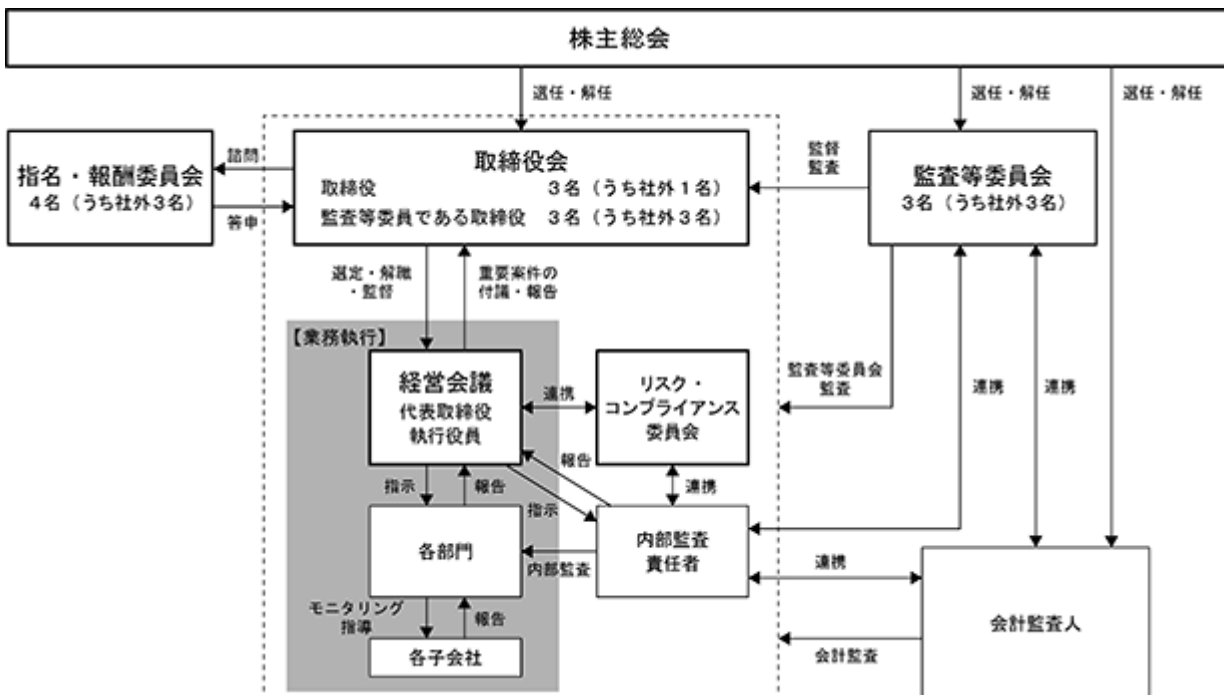 株主総会
選任・解任
選任・解任
選任・解任
指名・報酬委員会
4名（うち社外3名）
諮問
答申
取締役会
取締役 3名（うち社外1名）
監査等委員である取締役 3名（うち社外3名）
監督
監査
監査等委員会
3名（うち社外3名）
選定・解職
・監督
重要案件の
付議・報告
【業務執行】
経営会議
代表取締役
執行役員
連携
リスク・
コンプライアンス
委員会
監査等委員会
監査
連携
連携
報告
指示
報告
指示
連携
各部門
内部監査
内部監査
責任者
連携
モニタリング
指導
報告
各子会社
会計監査
会計監査人